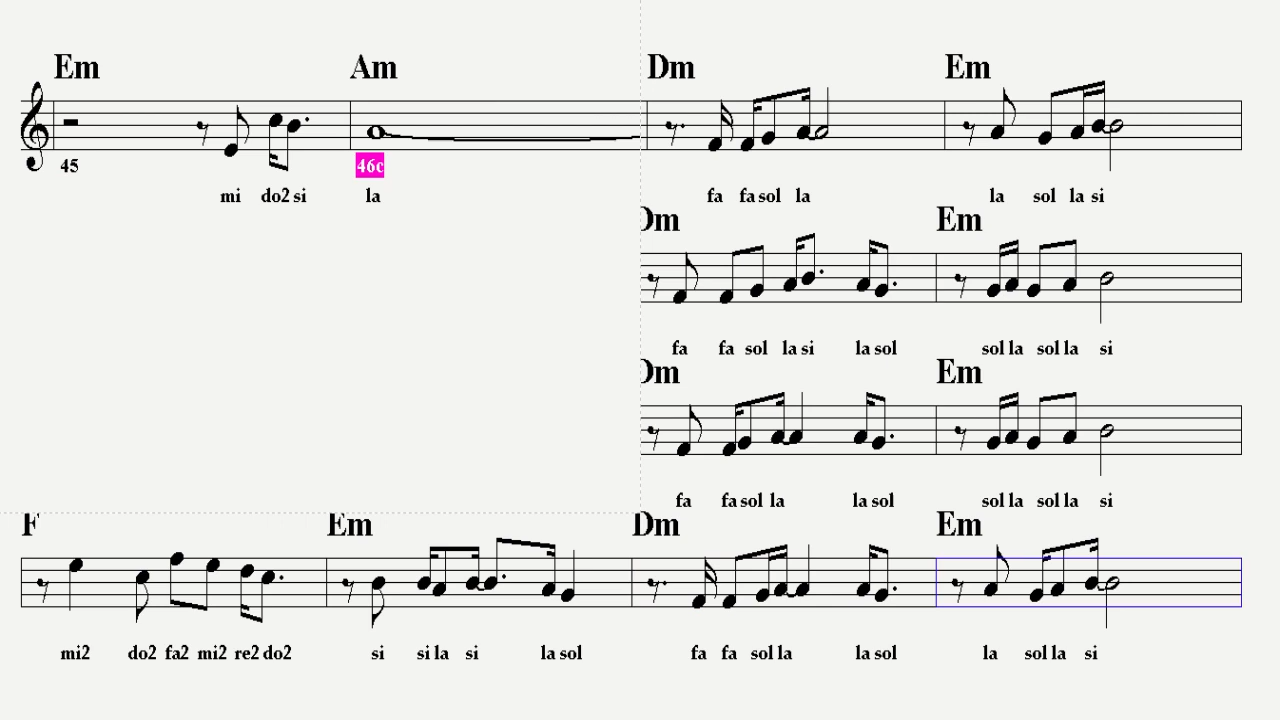 Em Am Dm Em
45 46c
mi do2 si la fa fa sol la la sol la si
Dm Em
fa fa sol la si la sol sol la sol la si
Dm Em
fa fa sol la la sol sol la sol la si
F Em Dm Em
mi2 do2 fa2 mi2 re2 do2 si si la si la sol fa fa sol la la sol la sol la si